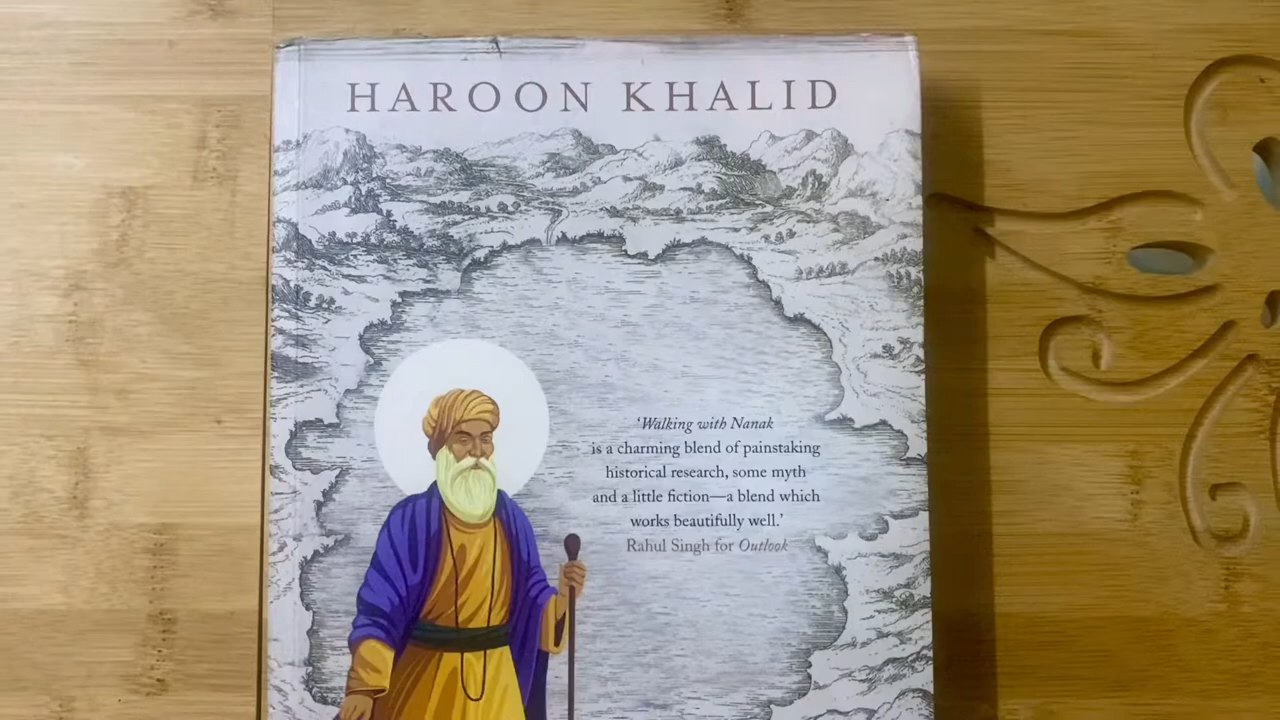 HAROON KHALID
‘Walking with Nanak
is a charming blend of painstaking
historical research, some myth
and a little fiction—a blend which
works beautifully well.’
Rahul Singh for Outlook